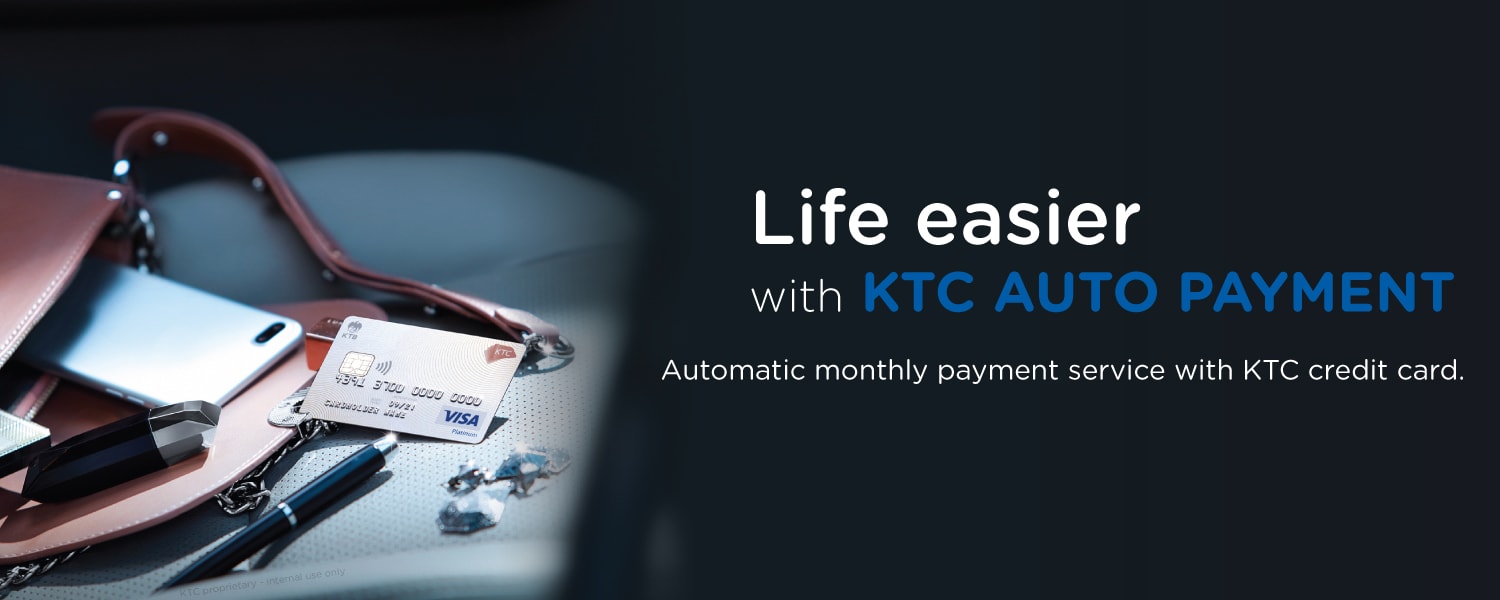 Life easier
with KTC AUTO PAYMENT
Automatic monthly payment service with KTC credit card.
KTB
KTC
4391 3700 0000 0000
09/21
CARDHOLDER NAME
VISA
Platinum
KTC proprietary - internal use only